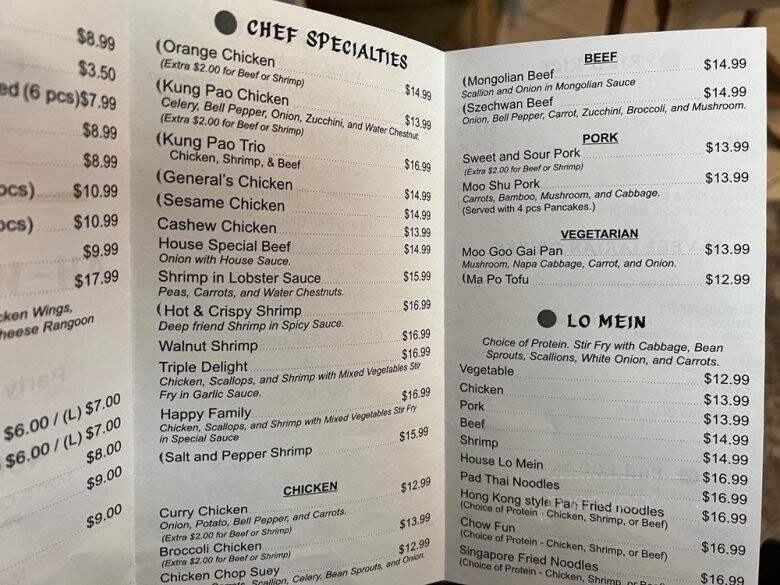 $8.99
$3.50
ed (6 pcs)$7.99
$8.99
$8.99
pcs) $10.99
pcs) $10.99
$9.99
$17.99
cken Wings,
heese Rangoon
$6.00 / (L) $7.00
$6.00 / (L) $7.00
$8.00
$9.00
$9.00
CHEF SPECIALTIES
(Orange Chicken $14.99
(Extra $2.00 for Beef or Shrimp)
(Kung Pao Chicken $13.99
Celery, Bell Pepper, Onion, Zucchini, and Water Chestnut.
(Extra $2.00 for Beef or Shrimp)
(Kung Pao Trio $16.99
Chicken, Shrimp, & Beef
(General's Chicken $14.99
(Sesame Chicken $14.99
Cashew Chicken $13.99
House Special Beef $14.99
Onion with House Sauce.
Shrimp in Lobster Sauce $15.99
Peas, Carrots, and Water Chestnuts.
(Hot & Crispy Shrimp $16.99
Deep friend Shrimp in Spicy Sauce.
Walnut Shrimp $16.99
Triple Delight $16.99
Chicken, Scallops, and Shrimp with Mixed Vegetables Stir
Fry in Garlic Sauce.
Happy Family $16.99
Chicken, Scallops, and Shrimp with Mixed Vegetables Stir Fry
in Special Sauce
(Salt and Pepper Shrimp $15.99
CHICKEN
Curry Chicken $12.99
Onion, Potato, Bell Pepper, and Carrots.
(Extra $2.00 for Beef or Shrimp)
Broccoli Chicken $13.99
(Extra $2.00 for Beef or Shrimp)
Chicken Chop Suey $12.99
Carrots, Scallion, Celery, Bean Sprouts, and Onion.
BEEF
(Mongolian Beef $14.99
Scallion and Onion in Mongolian Sauce
(Szechwan Beef $14.99
Onion, Bell Pepper, Carrot, Zucchini, Broccoli, and Mushroom.
PORK
Sweet and Sour Pork $13.99
(Extra $2.00 for Beef or Shrimp)
Moo Shu Pork $13.99
Carrots, Bamboo, Mushroom, and Cabbage.
(Served with 4 pcs Pancakes.)
VEGETARIAN
Moo Goo Gai Pan $13.99
Mushroom, Napa Cabbage, Carrot, and Onion.
(Ma Po Tofu $12.99
LO MEIN
Choice of Protein. Stir Fry with Cabbage, Bean
Sprouts, Scallions, White Onion, and Carrots.
Vegetable $12.99
Chicken $13.99
Pork $13.99
Beef $14.99
Shrimp $14.99
House Lo Mein $16.99
Pad Thai Noodles $16.99
Hong Kong style Pan Fried noodles $16.99
(Choice of Protein - Chicken, Shrimp, or Beef)
Chow Fun $16.99
(Choice of Protein - Chicken, Shrimp, or Beef)
Singapore Fried Noodles $16.99
(Choice of Protein - Chicken, Shrimp, or Beef)